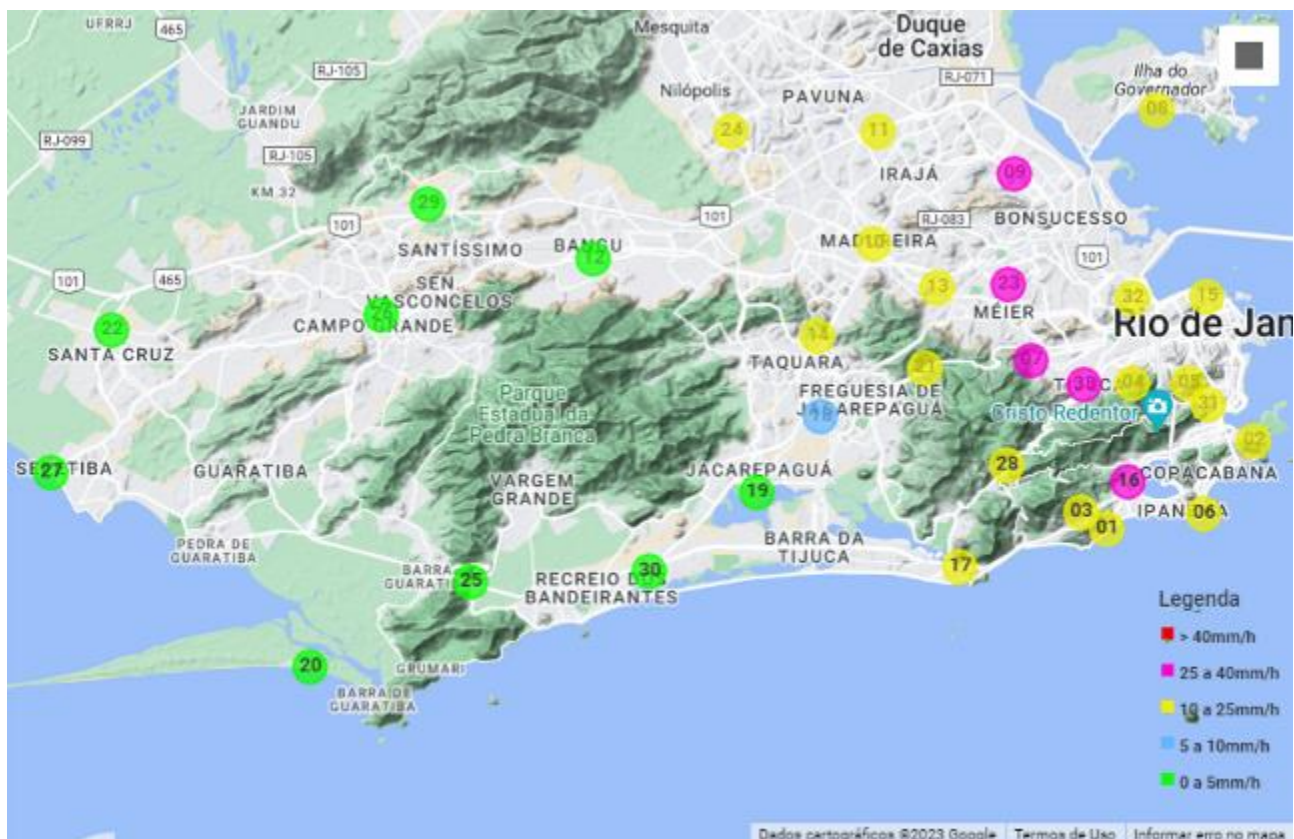 UFRRJ
465
Mesquita
Duque
de Caxias
RJ-105
RJ-071
Ilha do
Governador
Nilópolis
PAVUNA
08
JARDIM
GUANDU
24
11
RJ-099
RJ-105
IRAJÁ
09
KM 32
29
101
101
RJ-083
BONSUCESSO
SANTÍSSIMO
BANGU
12
MADUREIRA
10
101
101
465
SEN
VASCONCELOS
13
23
32
15
26
CAMPO GRANDE
MÉIER
22
Rio de Jan
SANTA CRUZ
14
TAQUARA
21
07
38
04
05
31
Parque
Estadual da
Pedra Branca
FREGUESIA DE
JACAREPAGUÁ
18
Cristo Redentor
02
SEPETIBA
27
GUARATIBA
VARGEM
GRANDE
JACAREPAGUÁ
19
28
COPACABANA
16
03
01
IPANEMA
06
PEDRA DE
GUARATIBA
BARRA DA
TIJUCA
17
BARRA
GUARATI
25
30
RECREIO DOS
BANDEIRANTES
20
GRUMARI
BARRA DE
GUARATIBA
Legenda
> 40mm/h
25 a 40mm/h
10 a 25mm/h
5 a 10mm/h
0 a 5mm/h
Dados cartográficos ©2023 Google
Termos de Uso
Informar erro no mapa